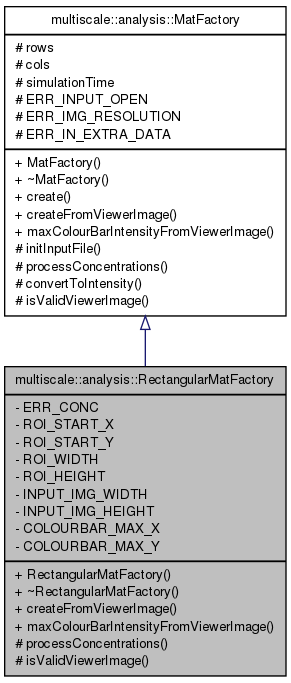 multiscale::analysis::MatFactory
# rows
# cols
# simulationTime
# ERR_INPUT_OPEN
# ERR_IMG_RESOLUTION
# ERR_IN_EXTRA_DATA
+ MatFactory()
+ ~MatFactory()
+ create()
+ createFromViewerImage()
+ maxColourBarIntensityFromViewerImage()
# initInputFile()
# processConcentrations()
# convertToIntensity()
# isValidViewerImage()
multiscale::analysis::RectangularMatFactory
- ERR_CONC
- ROI_START_X
- ROI_START_Y
- ROI_WIDTH
- ROI_HEIGHT
- INPUT_IMG_WIDTH
- INPUT_IMG_HEIGHT
- COLOURBAR_MAX_X
- COLOURBAR_MAX_Y
+ RectangularMatFactory()
+ ~RectangularMatFactory()
+ createFromViewerImage()
+ maxColourBarIntensityFromViewerImage()
# processConcentrations()
# isValidViewerImage()